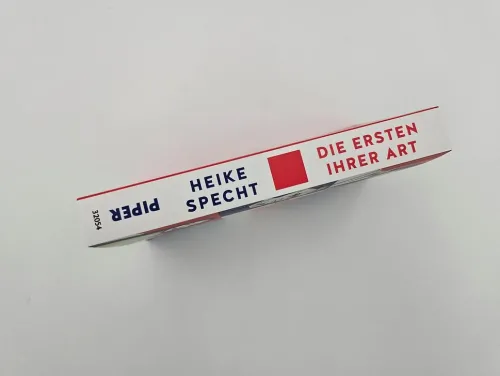 HEIKE
SPECHT
DIE ERSTEN
IHRER ART
PIPER
32054